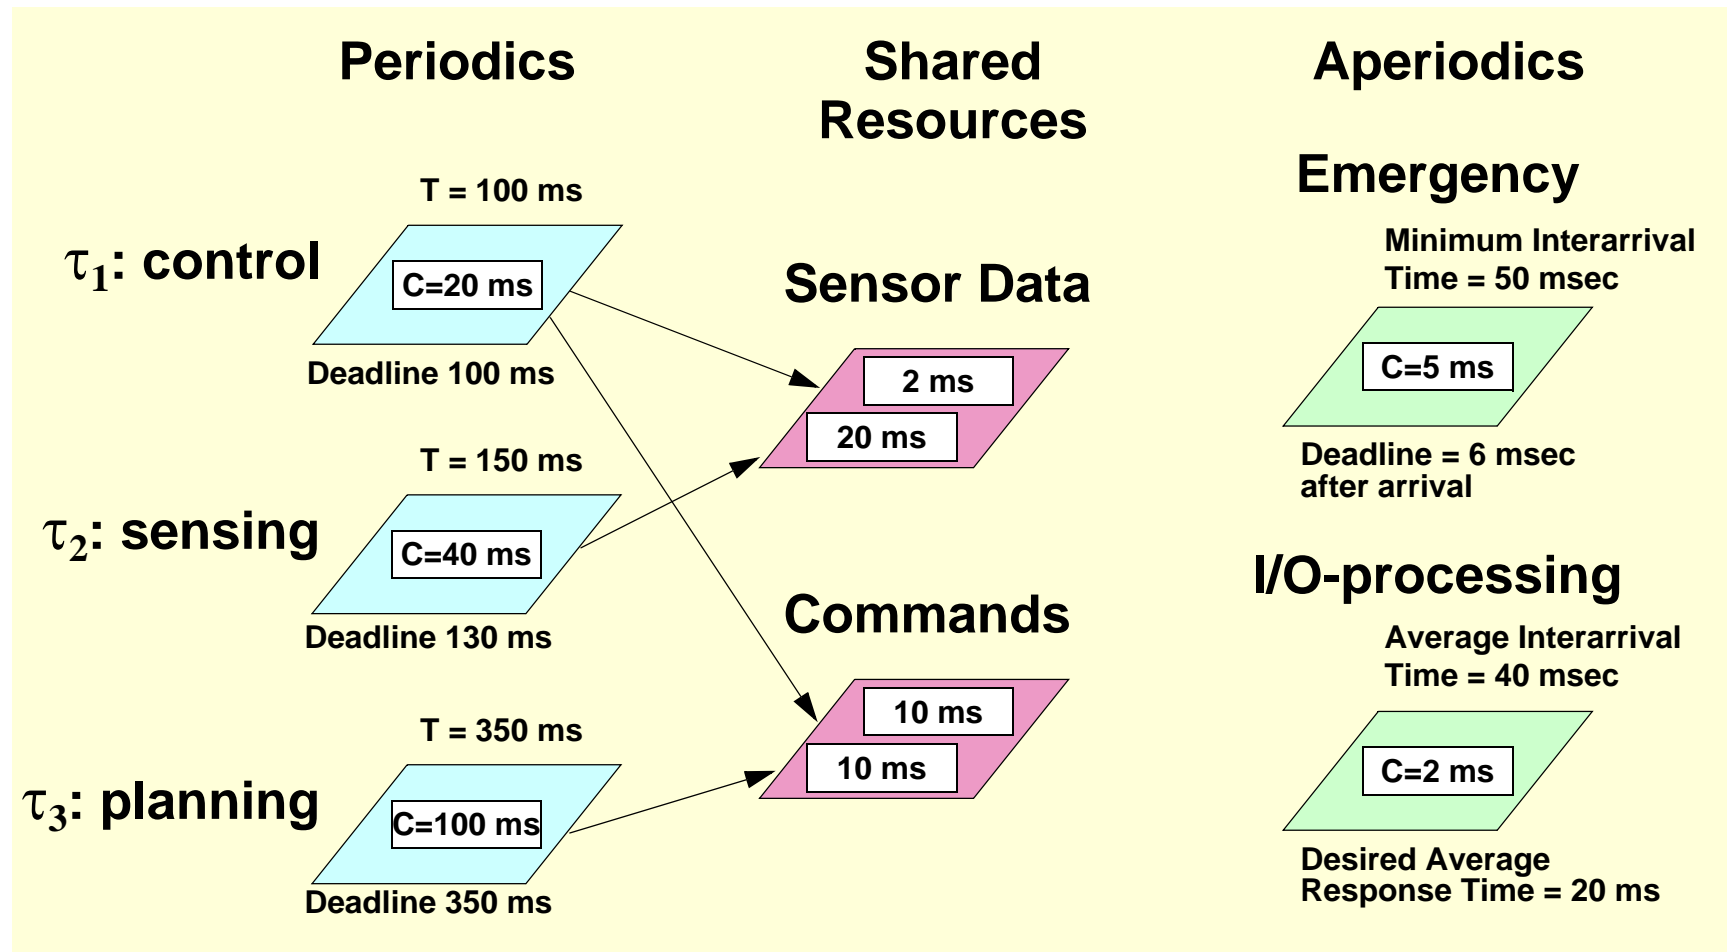 Periodics
Shared
Resources
Aperiodics
T = 100 ms
τ1: control
C=20 ms
Deadline 100 ms
T = 150 ms
τ2: sensing
C=40 ms
Deadline 130 ms
T = 350 ms
τ3: planning
C=100 ms
Deadline 350 ms
Sensor Data
2 ms
20 ms
Commands
10 ms
10 ms
Emergency
Minimum Interarrival
Time = 50 msec
C=5 ms
Deadline = 6 msec
after arrival
I/O-processing
Average Interarrival
Time = 40 msec
C=2 ms
Desired Average
Response Time = 20 ms